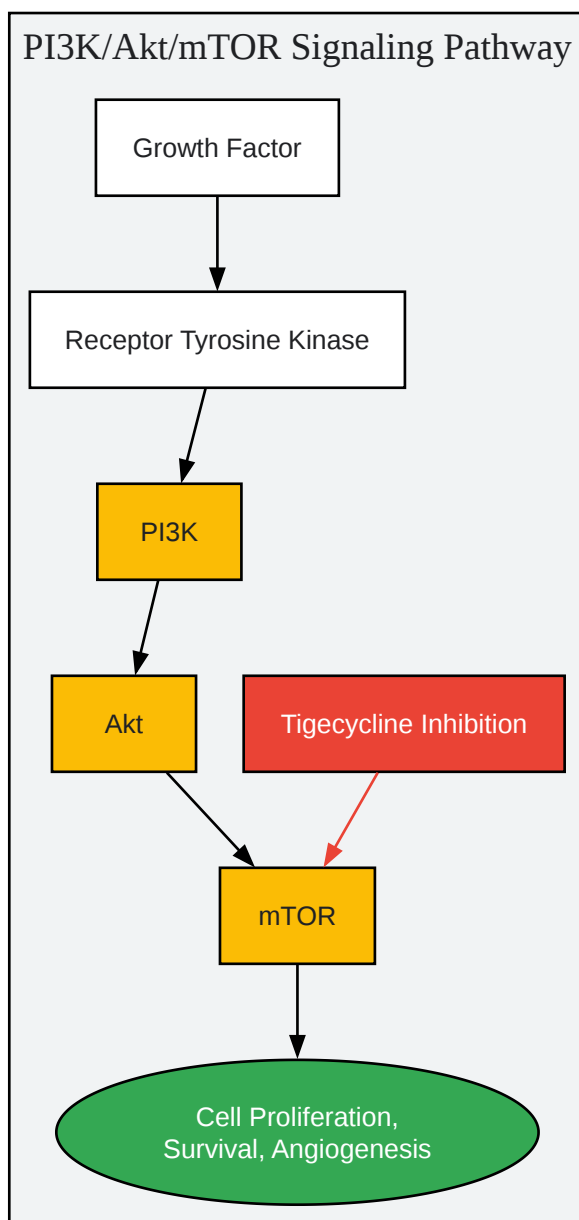 PI3K/Akt/mTOR Signaling Pathway
Growth Factor
Receptor Tyrosine Kinase
PI3K
Akt
Tigecycline Inhibition
mTOR
Cell Proliferation,
Survival, Angiogenesis